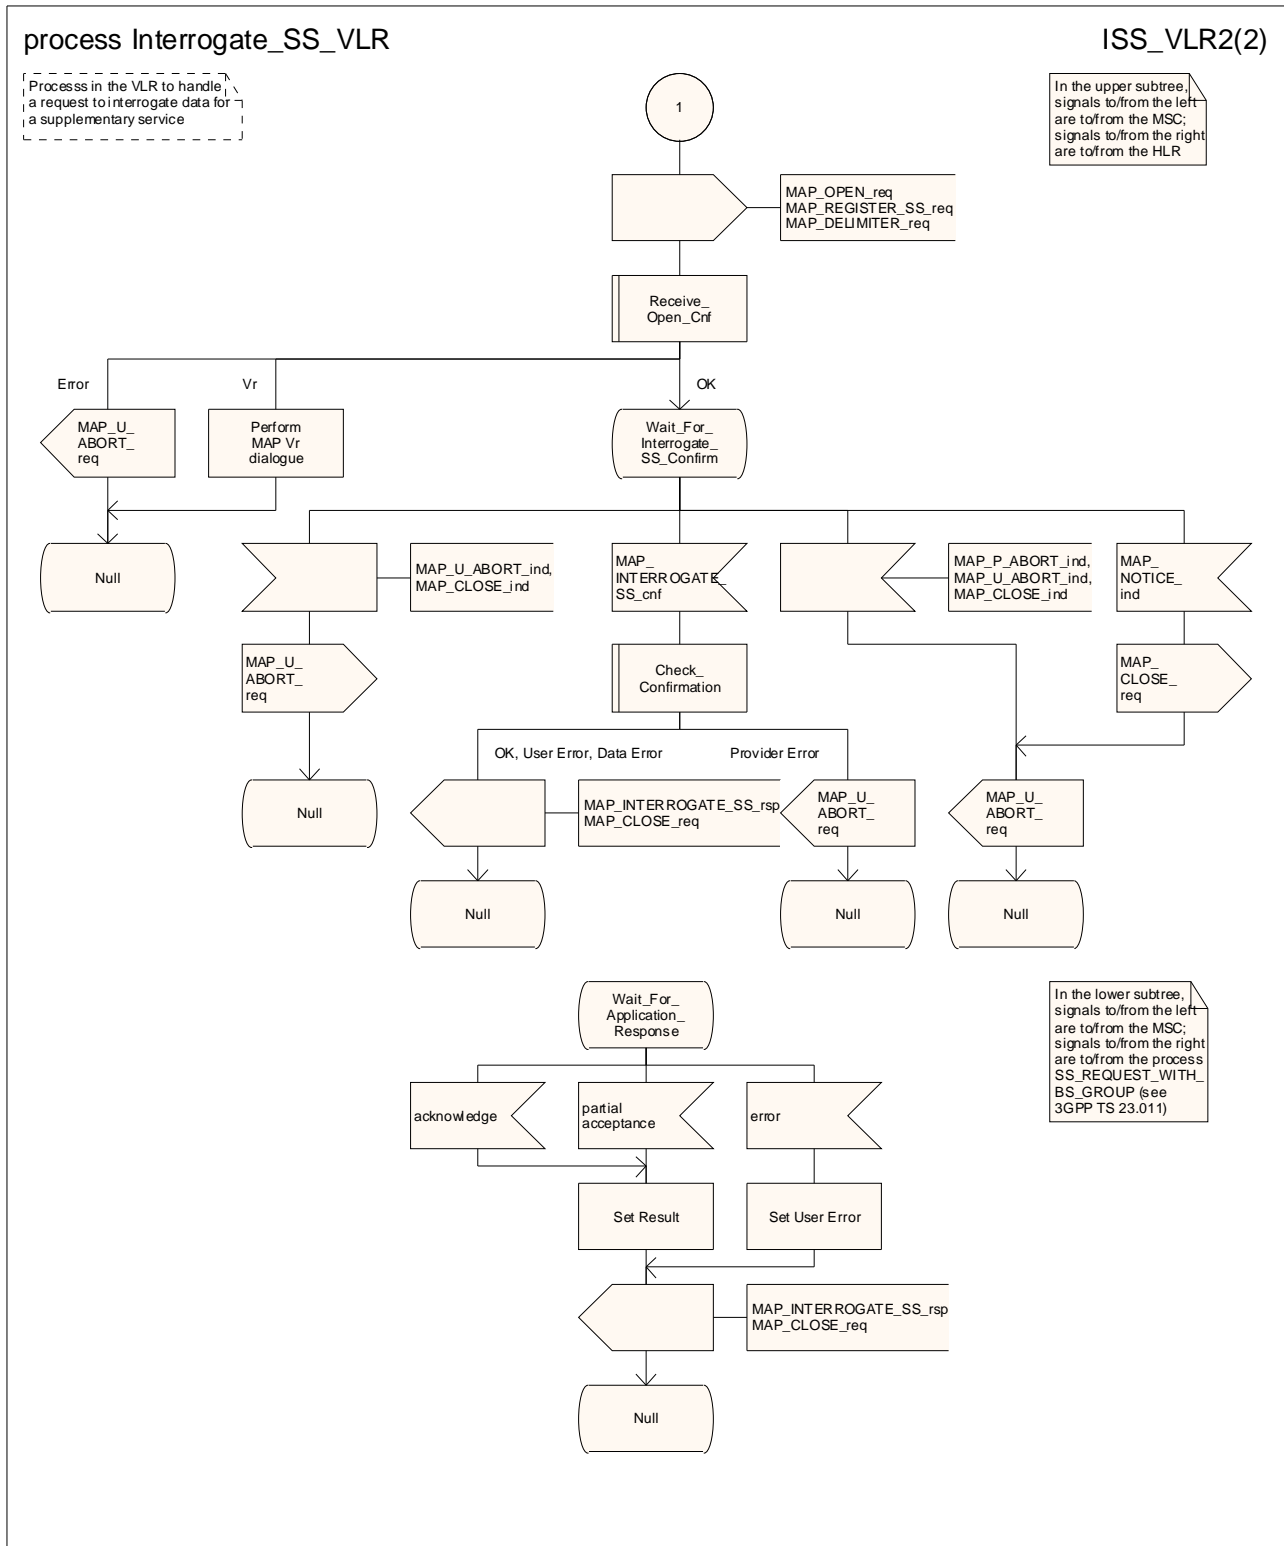 process Interrogate_SS_VLR
ISS_VLR2(2)
Processs in the VLR to handle
a request to interrogate data for
a supplementary service
1
In the upper subtree,
signals to/from the left
are to/from the MSC;
signals to/from the right
are to/from the HLR
MAP_OPEN_req
MAP_REGISTER_SS_req
MAP_DELIMITER_req
Receive_
Open_Cnf
Error
Vr
OK
MAP_U_
ABORT_
req
Perform
MAP Vr
dialogue
Wait_For_
Interrogate_
SS_Confirm
Null
MAP_U_ABORT_ind,
MAP_CLOSE_ind
MAP_
INTERROGATE_
SS_cnf
MAP_P_ABORT_ind,
MAP_U_ABORT_ind,
MAP_CLOSE_ind
MAP_
NOTICE_
ind
MAP_U_
ABORT_
req
Check_
Confirmation
MAP_
CLOSE_
req
OK, User Error, Data Error
Provider Error
Null
MAP_INTERROGATE_SS_rsp
MAP_CLOSE_req
MAP_U_
ABORT_
req
MAP_U_
ABORT_
req
Null
Null
Null
Wait_For_
Application_
Response
In the lower subtree,
signals to/from the left
are to/from the MSC;
signals to/from the right
are to/from the process
SS_REQUEST_WITH_
BS_GROUP (see
3GPP TS 23.011)
acknowledge
partial
acceptance
error
Set Result
Set User Error
MAP_INTERROGATE_SS_rsp
MAP_CLOSE_req
Null